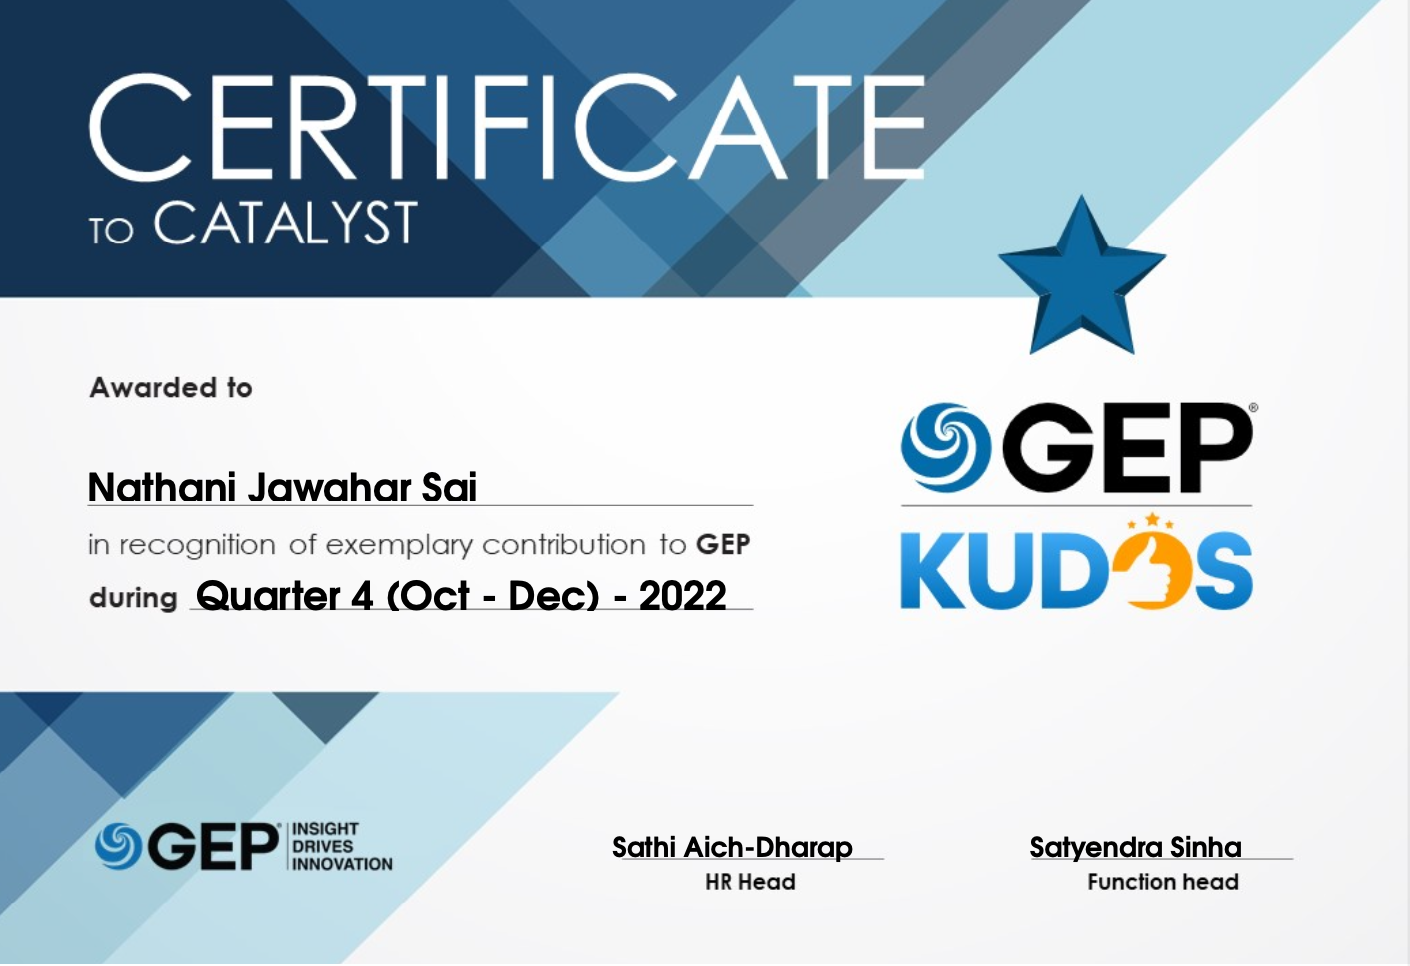 CERTIFICATE
TO CATALYST
Awarded to
Nathani Jawahar Sai
in recognition of exemplary contribution to GEP
during Quarter 4 (Oct - Dec) - 2022
GEP®
KUDOS
GEP® INSIGHT
DRIVES
INNOVATION
Sathi Aich-Dharap
HR Head
Satyendra Sinha
Function head